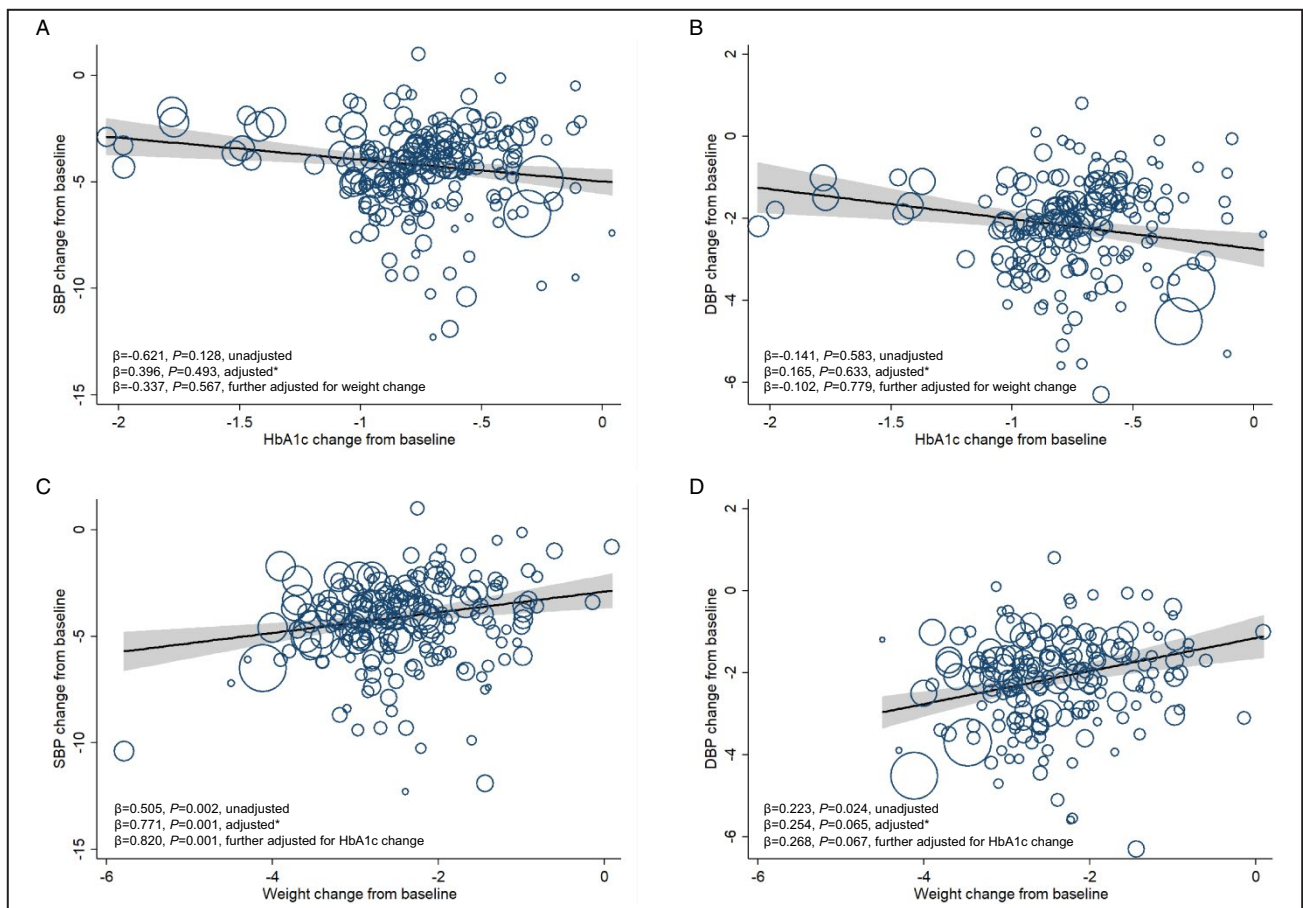 A
SBP change from baseline
0
-5
-10
-15
β=-0.621, P=0.128, unadjusted
β=0.396, P=0.493, adjusted*
β=-0.337, P=0.567, further adjusted for weight change
-2 -1.5 -1 -.5 0
HbA1c change from baseline
B
DBP change from baseline
2
0
-2
-4
-6
β=-0.141, P=0.583, unadjusted
β=0.165, P=0.633, adjusted*
β=-0.102, P=0.779, further adjusted for weight change
-2 -1.5 -1 -.5 0
HbA1c change from baseline
C
SBP change from baseline
0
-5
-10
-15
β=0.505, P=0.002, unadjusted
β=0.771, P=0.001, adjusted*
β=0.820, P=0.001, further adjusted for HbA1c change
-6 -4 -2 0
Weight change from baseline
D
DBP change from baseline
2
0
-2
-4
-6
β=0.223, P=0.024, unadjusted
β=0.254, P=0.065, adjusted*
β=0.268, P=0.067, further adjusted for HbA1c change
-6 -4 -2 0
Weight change from baseline